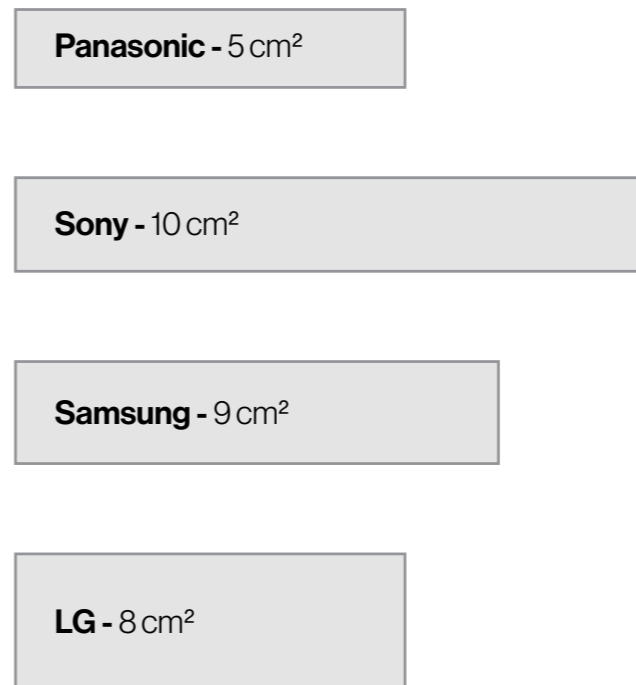 Panasonic - 5 cm²
Sony - 10 cm²
Samsung - 9 cm²
LG - 8 cm²